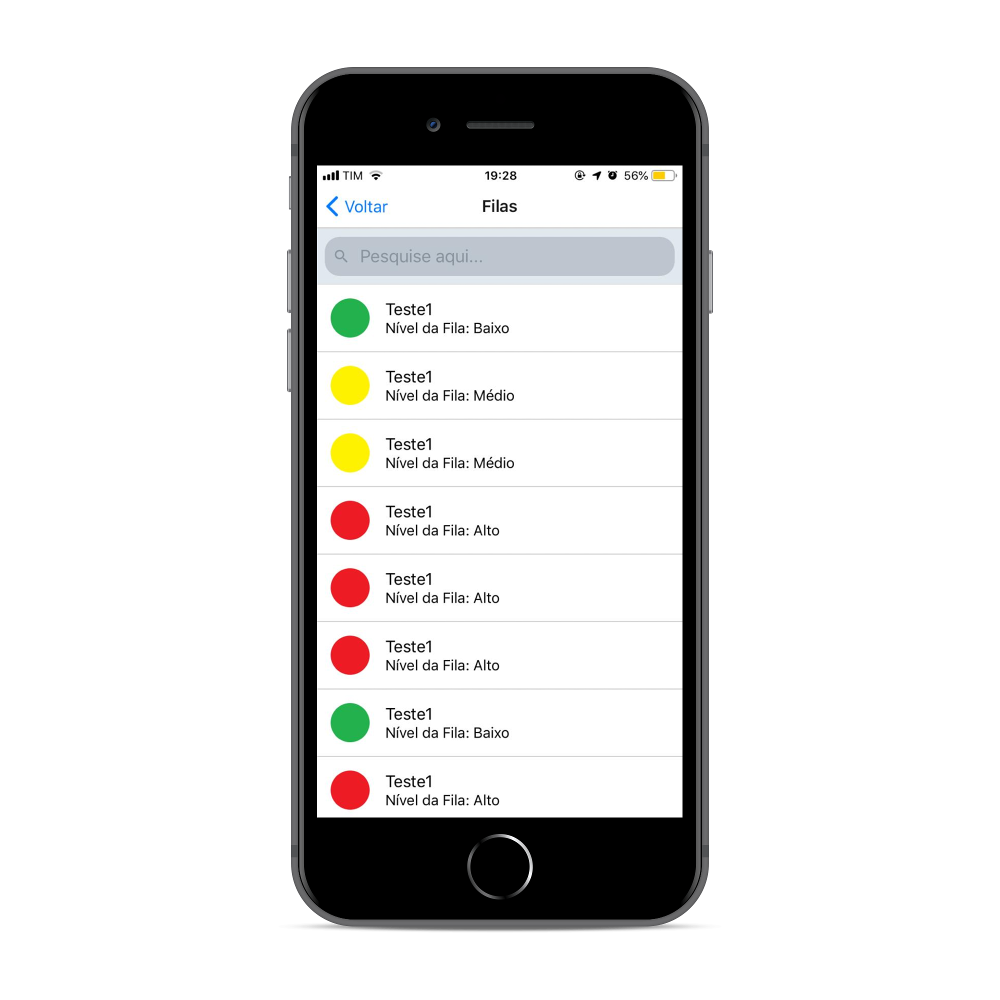 TIM 19:28 56%
Voltar Filas
Pesquise aqui...
Teste1
Nível da Fila: Baixo
Teste1
Nível da Fila: Médio
Teste1
Nível da Fila: Médio
Teste1
Nível da Fila: Alto
Teste1
Nível da Fila: Alto
Teste1
Nível da Fila: Alto
Teste1
Nível da Fila: Baixo
Teste1
Nível da Fila: Alto